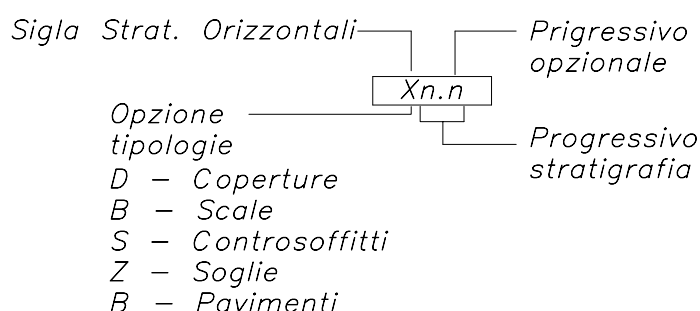 Sigla Strat. Orizzontali
Prigressivo
opzionale
Xn.n
Opzione
tipologie
Progressivo
stratigrafia
D - Coperture
B - Scale
S - Controsoffitti
Z - Soglie
B - Pavimenti